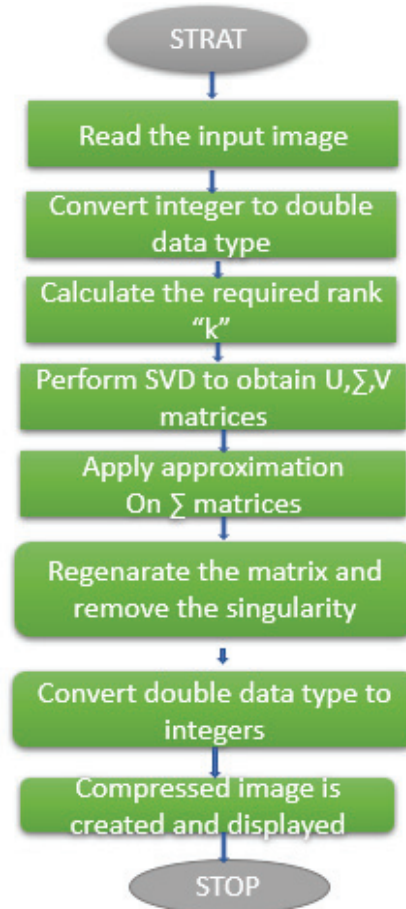 STRAT
Read the input image
Convert integer to double
data type
Calculate the required rank
“k”
Perform SVD to obtain U,∑,V
matrices
Apply approximation
On ∑ matrices
Regenarate the matrix and
remove the singularity
Convert double data type to
integers
Compressed image is
created and displayed
STOP